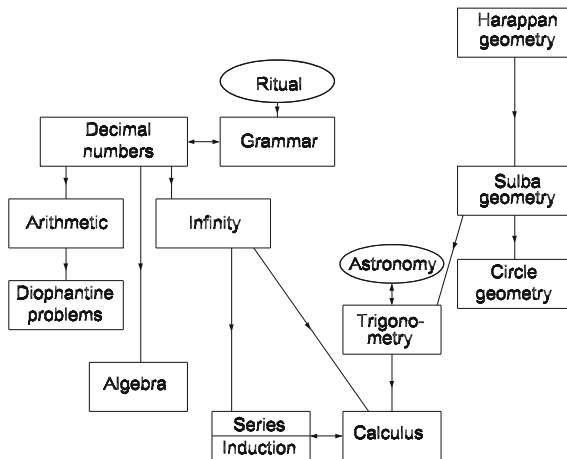 Harappan
geometry
Ritual
Decimal
numbers
Grammar
Sulba
geometry
Arithmetic
Infinity
Astronomy
Circle
geometry
Diophantine
problems
Trigono-
metry
Algebra
Series
Induction
Calculus